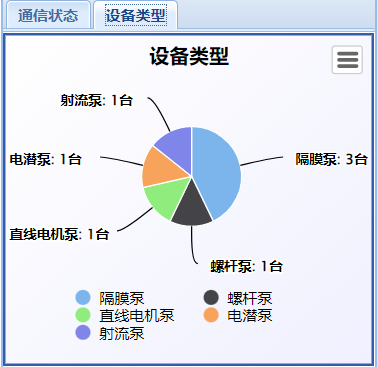 通信状态 设备类型
设备类型
射流泵: 1台
电潜泵: 1台
隔膜泵: 3台
直线电机泵: 1台
螺杆泵: 1台
隔膜泵 螺杆泵
直线电机泵 电潜泵
射流泵